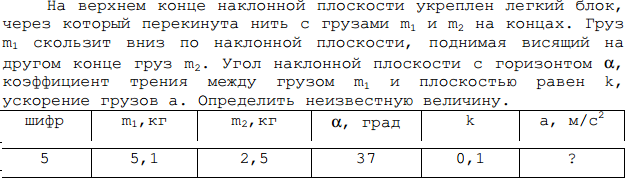 На верхнем конце наклонной плоскости укреплен легкий блок,
через который перекинута нить с грузами m₁ и m₂ на концах. Груз
m₁ скользит вниз по наклонной плоскости, поднимая висящий на
другом конце груз m₂. Угол наклонной плоскости с горизонтом α,
коэффициент трения между грузом m₁ и плоскостью равен k,
ускорение грузов a. Определить неизвестную величину.
шифр m₁,кг m₂,кг α, град k a, м/с²
5 5,1 2,5 37 0,1 ?